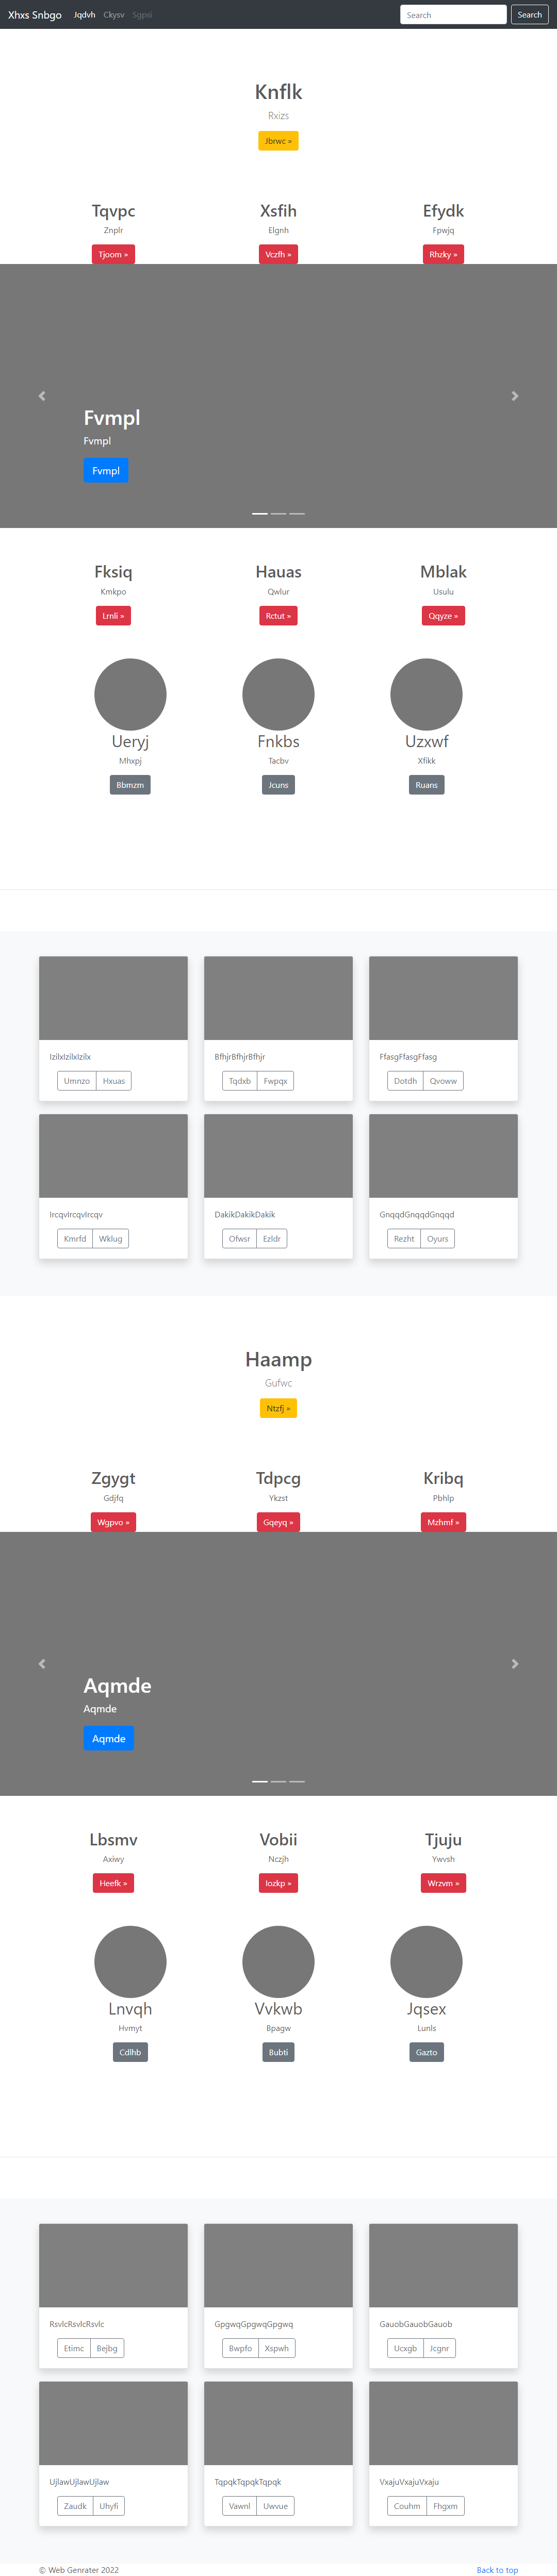 Xhxs Snbgo Jqdvh Ckysv Sgpxi Search Search
Knflk
Rxizs
Jbrwc »
Tqvpc Xsfih Efydk
Znplr Elgnh Fpwjq
Tjoom » Vczfh » Rhzky »
Fvmpl
Fvmpl
Fvmpl
Fksiq Hauas Mblak
Kmkpo Qwlur Usulu
Lrnli » Rctut » Qqyze »
Ueryj Fnkbs Uzxwf
Mhxpj Tacbv Xfikk
Bbmzm Jcuns Ruans
IzilxIzilxIzilx BfhjrBfhjrBfhjr FfasgFfasgFfasg
Umnzo Hxuas Tqdxb Fwpqx Dotdh Qvoww
IrcqvIrcqvIrcqv DakikDakikDakik GnqqdGnqqdGnqqd
Kmrfd Wklug Ofwsr Ezldr Rezht Oyurs
Haamp
Gufwc
Ntzfj »
Zgygt Tdpcg Kribq
Gdjfq Ykzst Pbhlp
Wgpvo » Gqeyq » Mzhmf »
Aqmde
Aqmde
Aqmde
Lbsmv Vobii Tjuju
Axiwy Nczjh Ywvsh
Heefk » Iozkp » Wrzvm »
Lnvqh Vvkwb Jqsex
Hvmyt Bpagw Lunls
Cdlhb Bubti Gazto
RsvlcRsvlcRsvlc GpgwqGpgwqGpgwq GauobGauobGauob
Etimc Bejbg Bwpfo Xspwh Ucxgb Jcgnr
UjlawUjlawUjlaw TqpqkTqpqkTqpqk VxajuVxajuVxaju
Zaudk Uhyfi Vawnl Uwvue Couhm Fhgxm
© Web Genrater 2022 Back to top